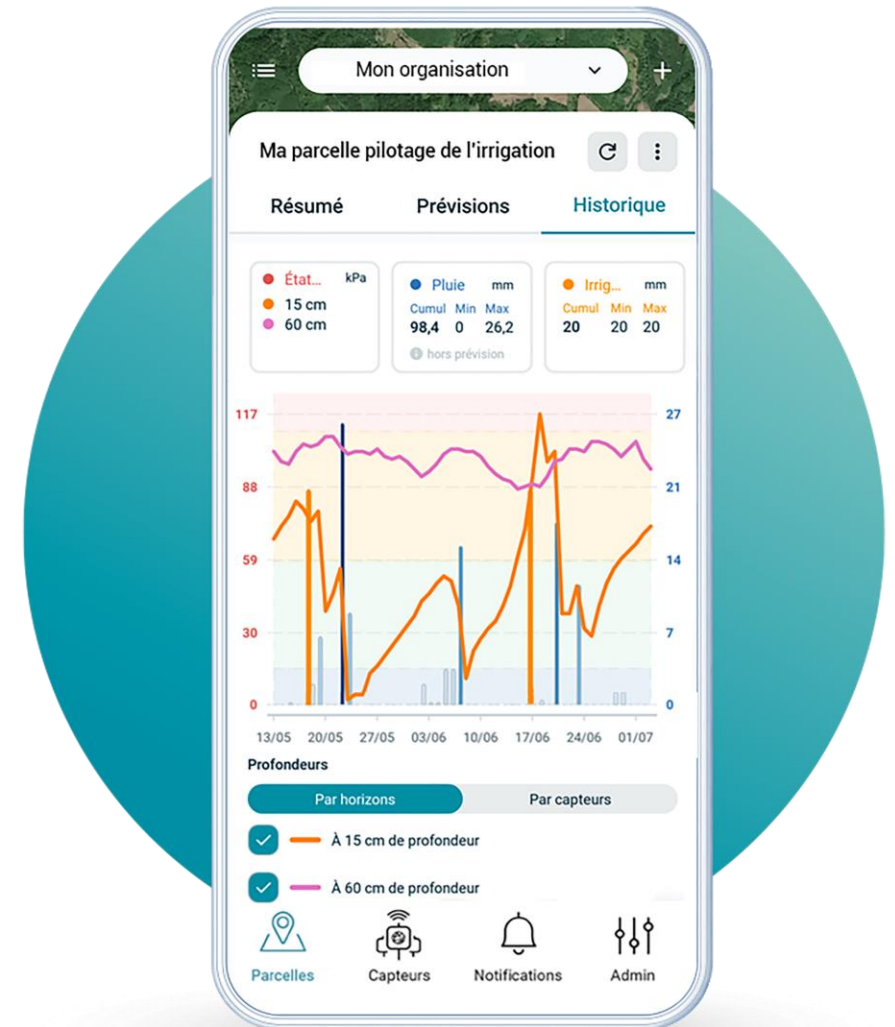 Mon organisation
Ma parcelle pilotage de l'irrigation
Résumé Prévisions Historique
État... kPa
15 cm
60 cm
Pluie mm
Cumul Min Max
98,4 0 26,2
hors prévision
Irrig... mm
Cumul Min Max
20 20 20
117 27
88 21
59 14
30 7
0 0
13/05 20/05 27/05 03/06 10/06 17/06 24/06 01/07
Profondeurs
Par horizons Par capteurs
À 15 cm de profondeur
À 60 cm de profondeur
Parcelles Capteurs Notifications Admin